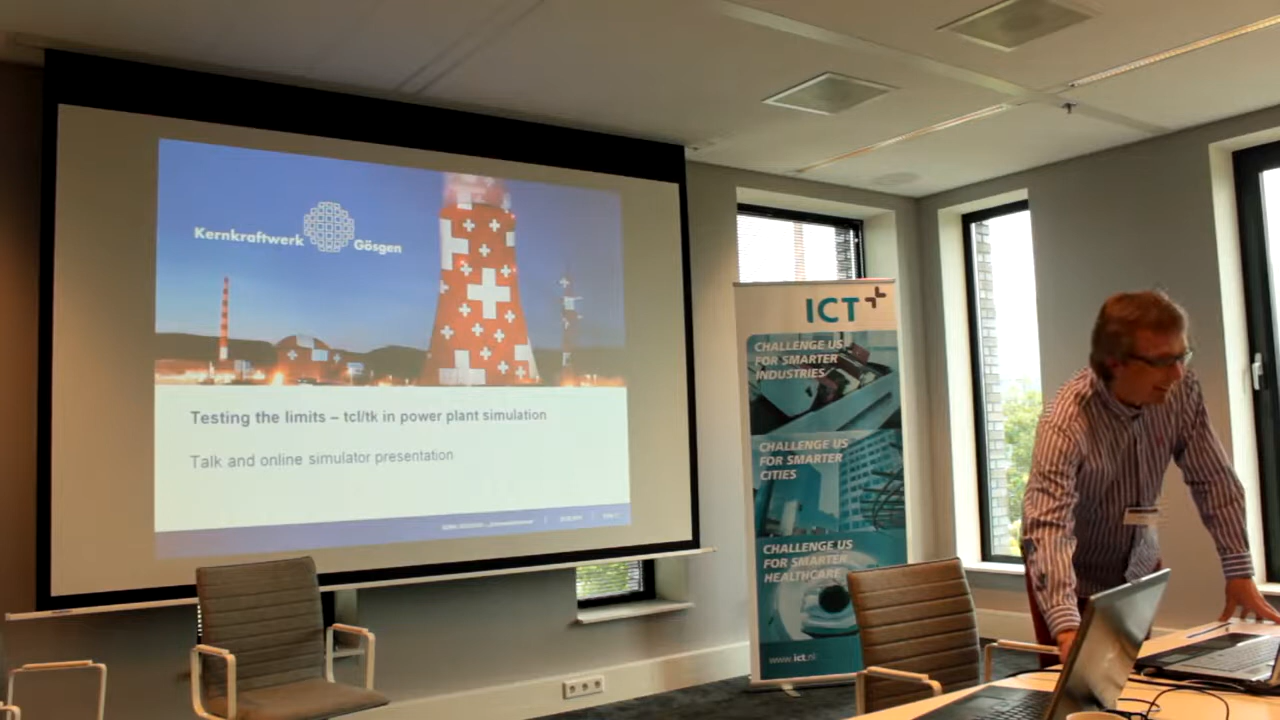 Kernkraftwerk Gösgen
Testing the limits – tcl/tk in power plant simulation
Talk and online simulator presentation
ICT
CHALLENGE US
FOR SMARTER
INDUSTRIES
CHALLENGE US
FOR SMARTER
CITIES
CHALLENGE US
FOR SMARTER
HEALTHCARE
www.ict.nl